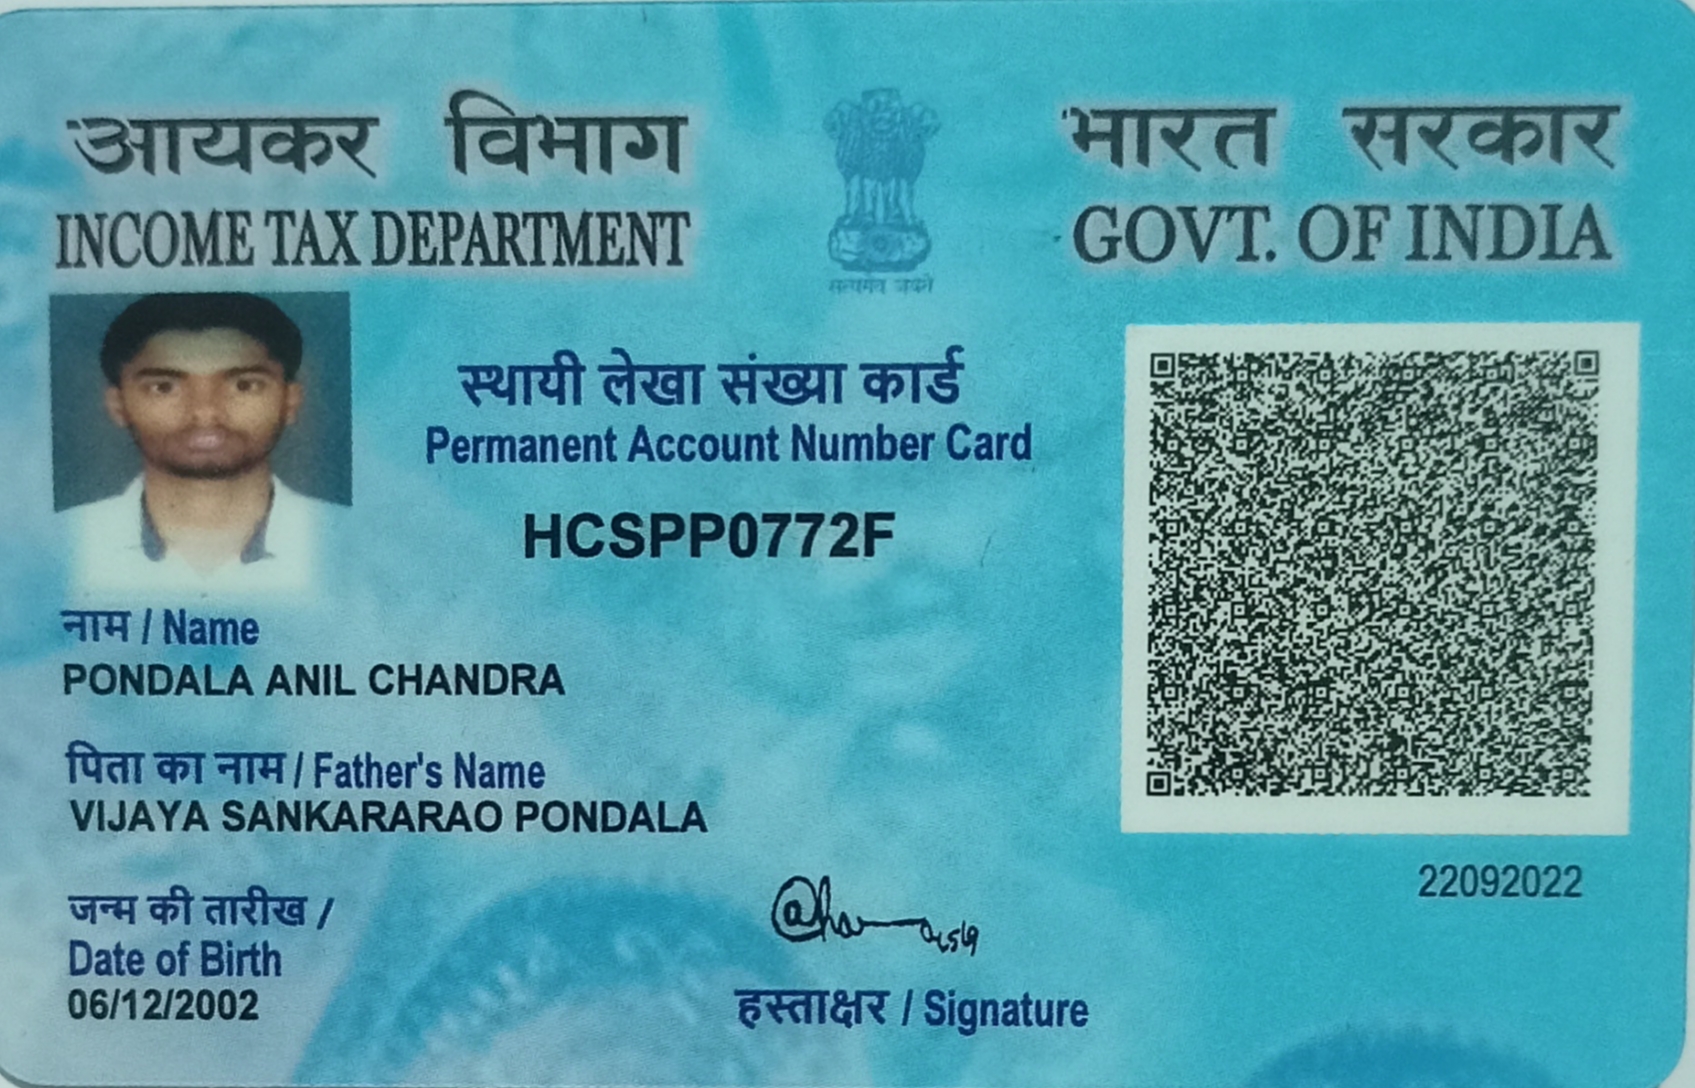 आयकर विभाग
INCOME TAX DEPARTMENT
सत्यमेव जयते
भारत सरकार
GOVT. OF INDIA
स्थायी लेखा संख्या कार्ड
Permanent Account Number Card
HCSPP0772F
नाम / Name
PONDALA ANIL CHANDRA
पिता का नाम / Father's Name
VIJAYA SANKARARAO PONDALA
जन्म की तारीख /
Date of Birth
06/12/2002
22092022
हस्ताक्षर / Signature